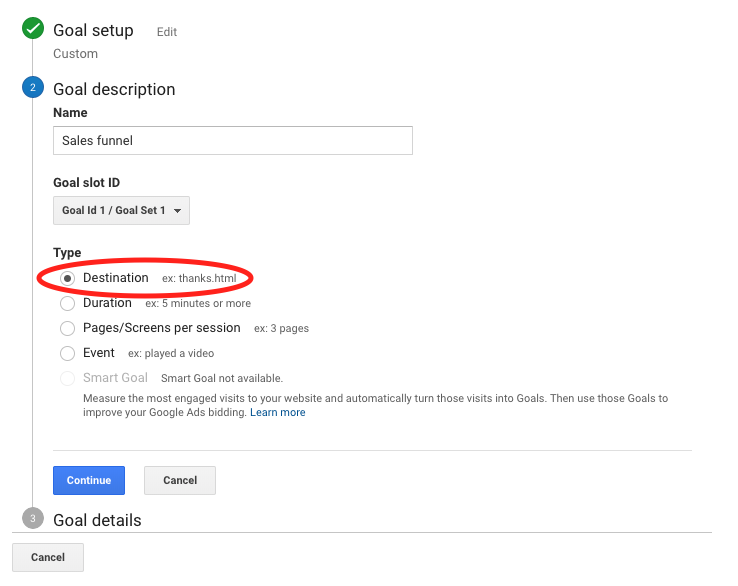 Goal setup Edit
Custom
2 Goal description
Name
Sales funnel
Goal slot ID
Goal Id 1 / Goal Set 1
Type
Destination ex: thanks.html
Duration ex: 5 minutes or more
Pages/Screens per session ex: 3 pages
Event ex: played a video
Smart Goal Smart Goal not available.
Measure the most engaged visits to your website and automatically turn those visits into Goals. Then use those Goals to
improve your Google Ads bidding. Learn more
Continue Cancel
3 Goal details
Cancel